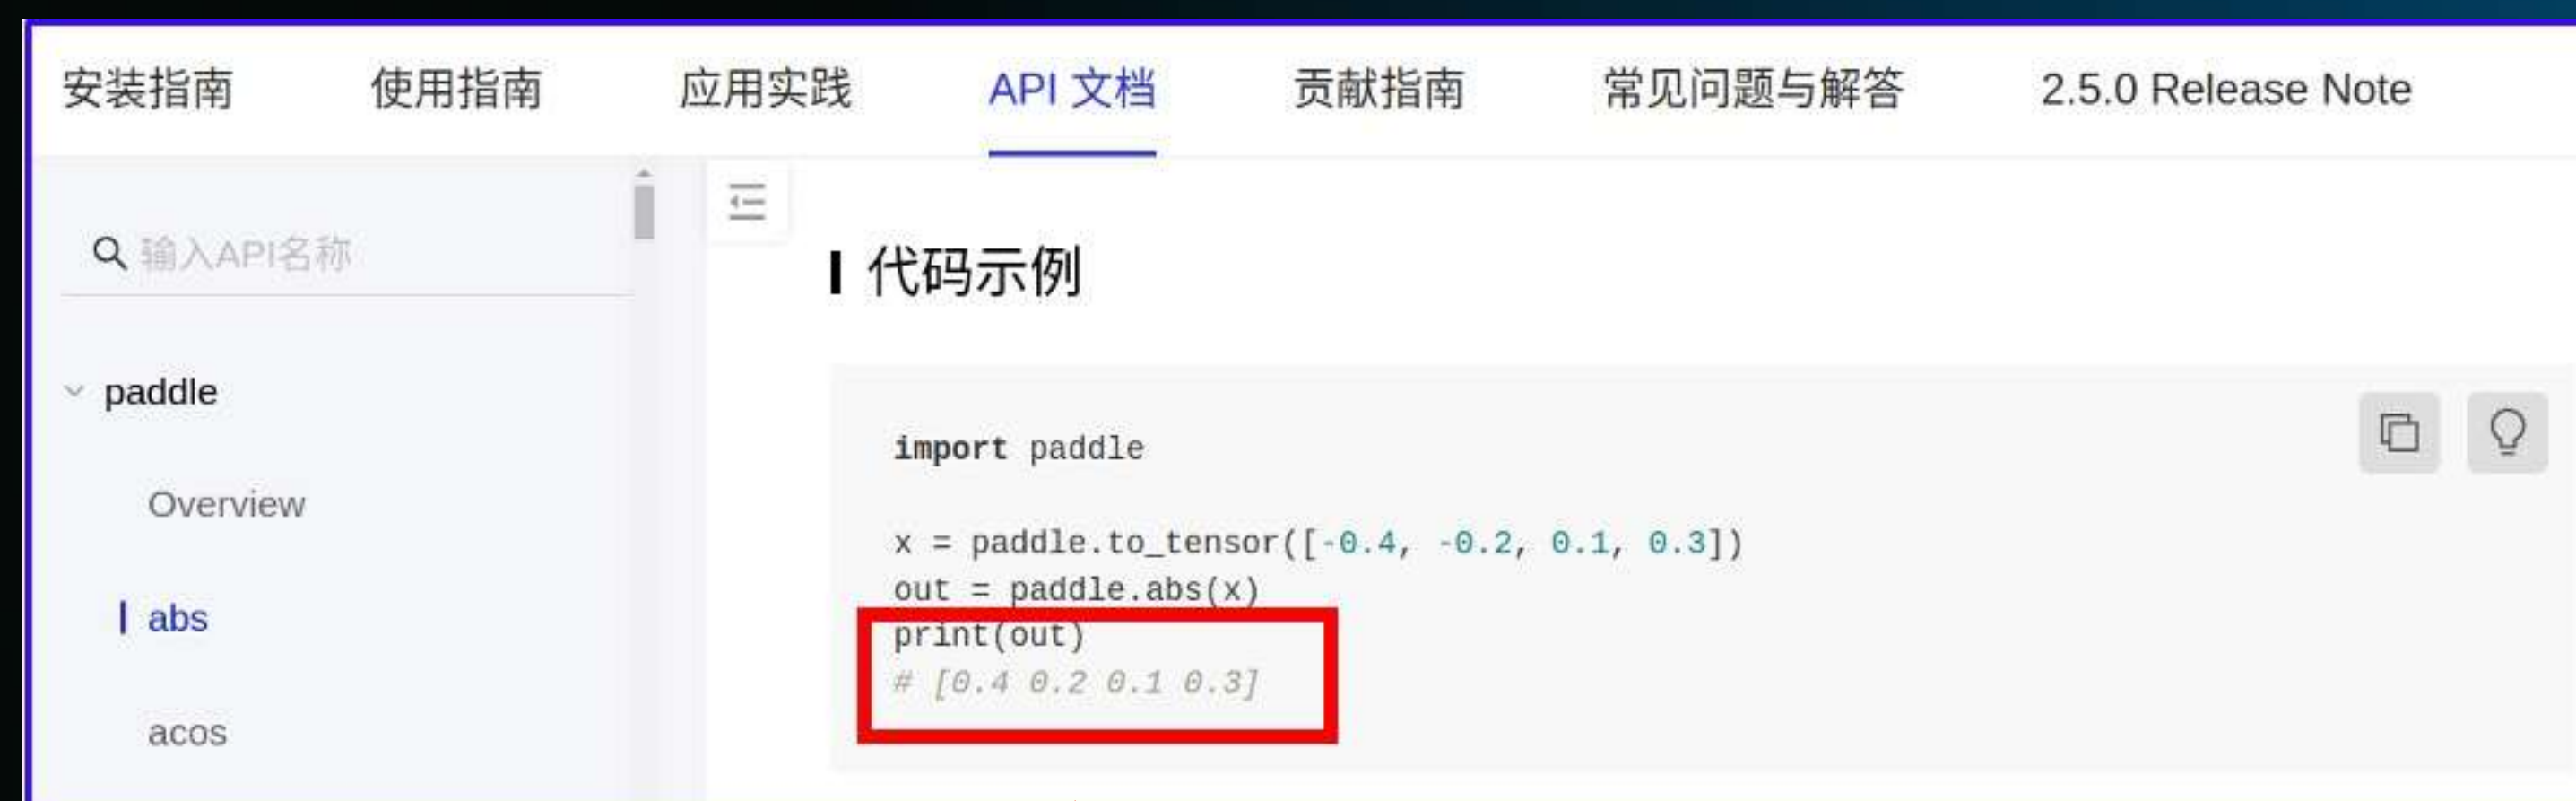 安装指南 使用指南 应用实践 API 文档 贡献指南 常见问题与解答 2.5.0 Release Note
输入API名称
paddle
Overview
abs
acos
代码示例
import paddle
x = paddle.to_tensor([-0.4, -0.2, 0.1, 0.3])
out = paddle.abs(x)
print(out)
# [0.4 0.2 0.1 0.3]